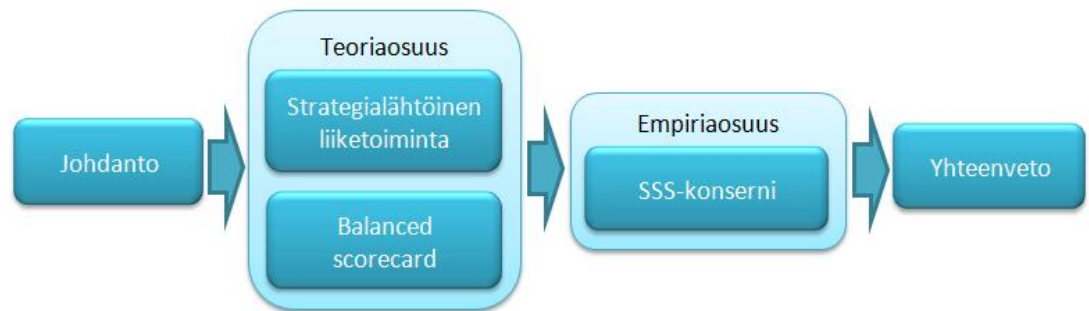 Johdanto
Teoriaosuus
Strategialähtöinen
liiketoiminta
Balanced
scorecard
Empiriaosuus
SSS-konserni
Yhteenveto